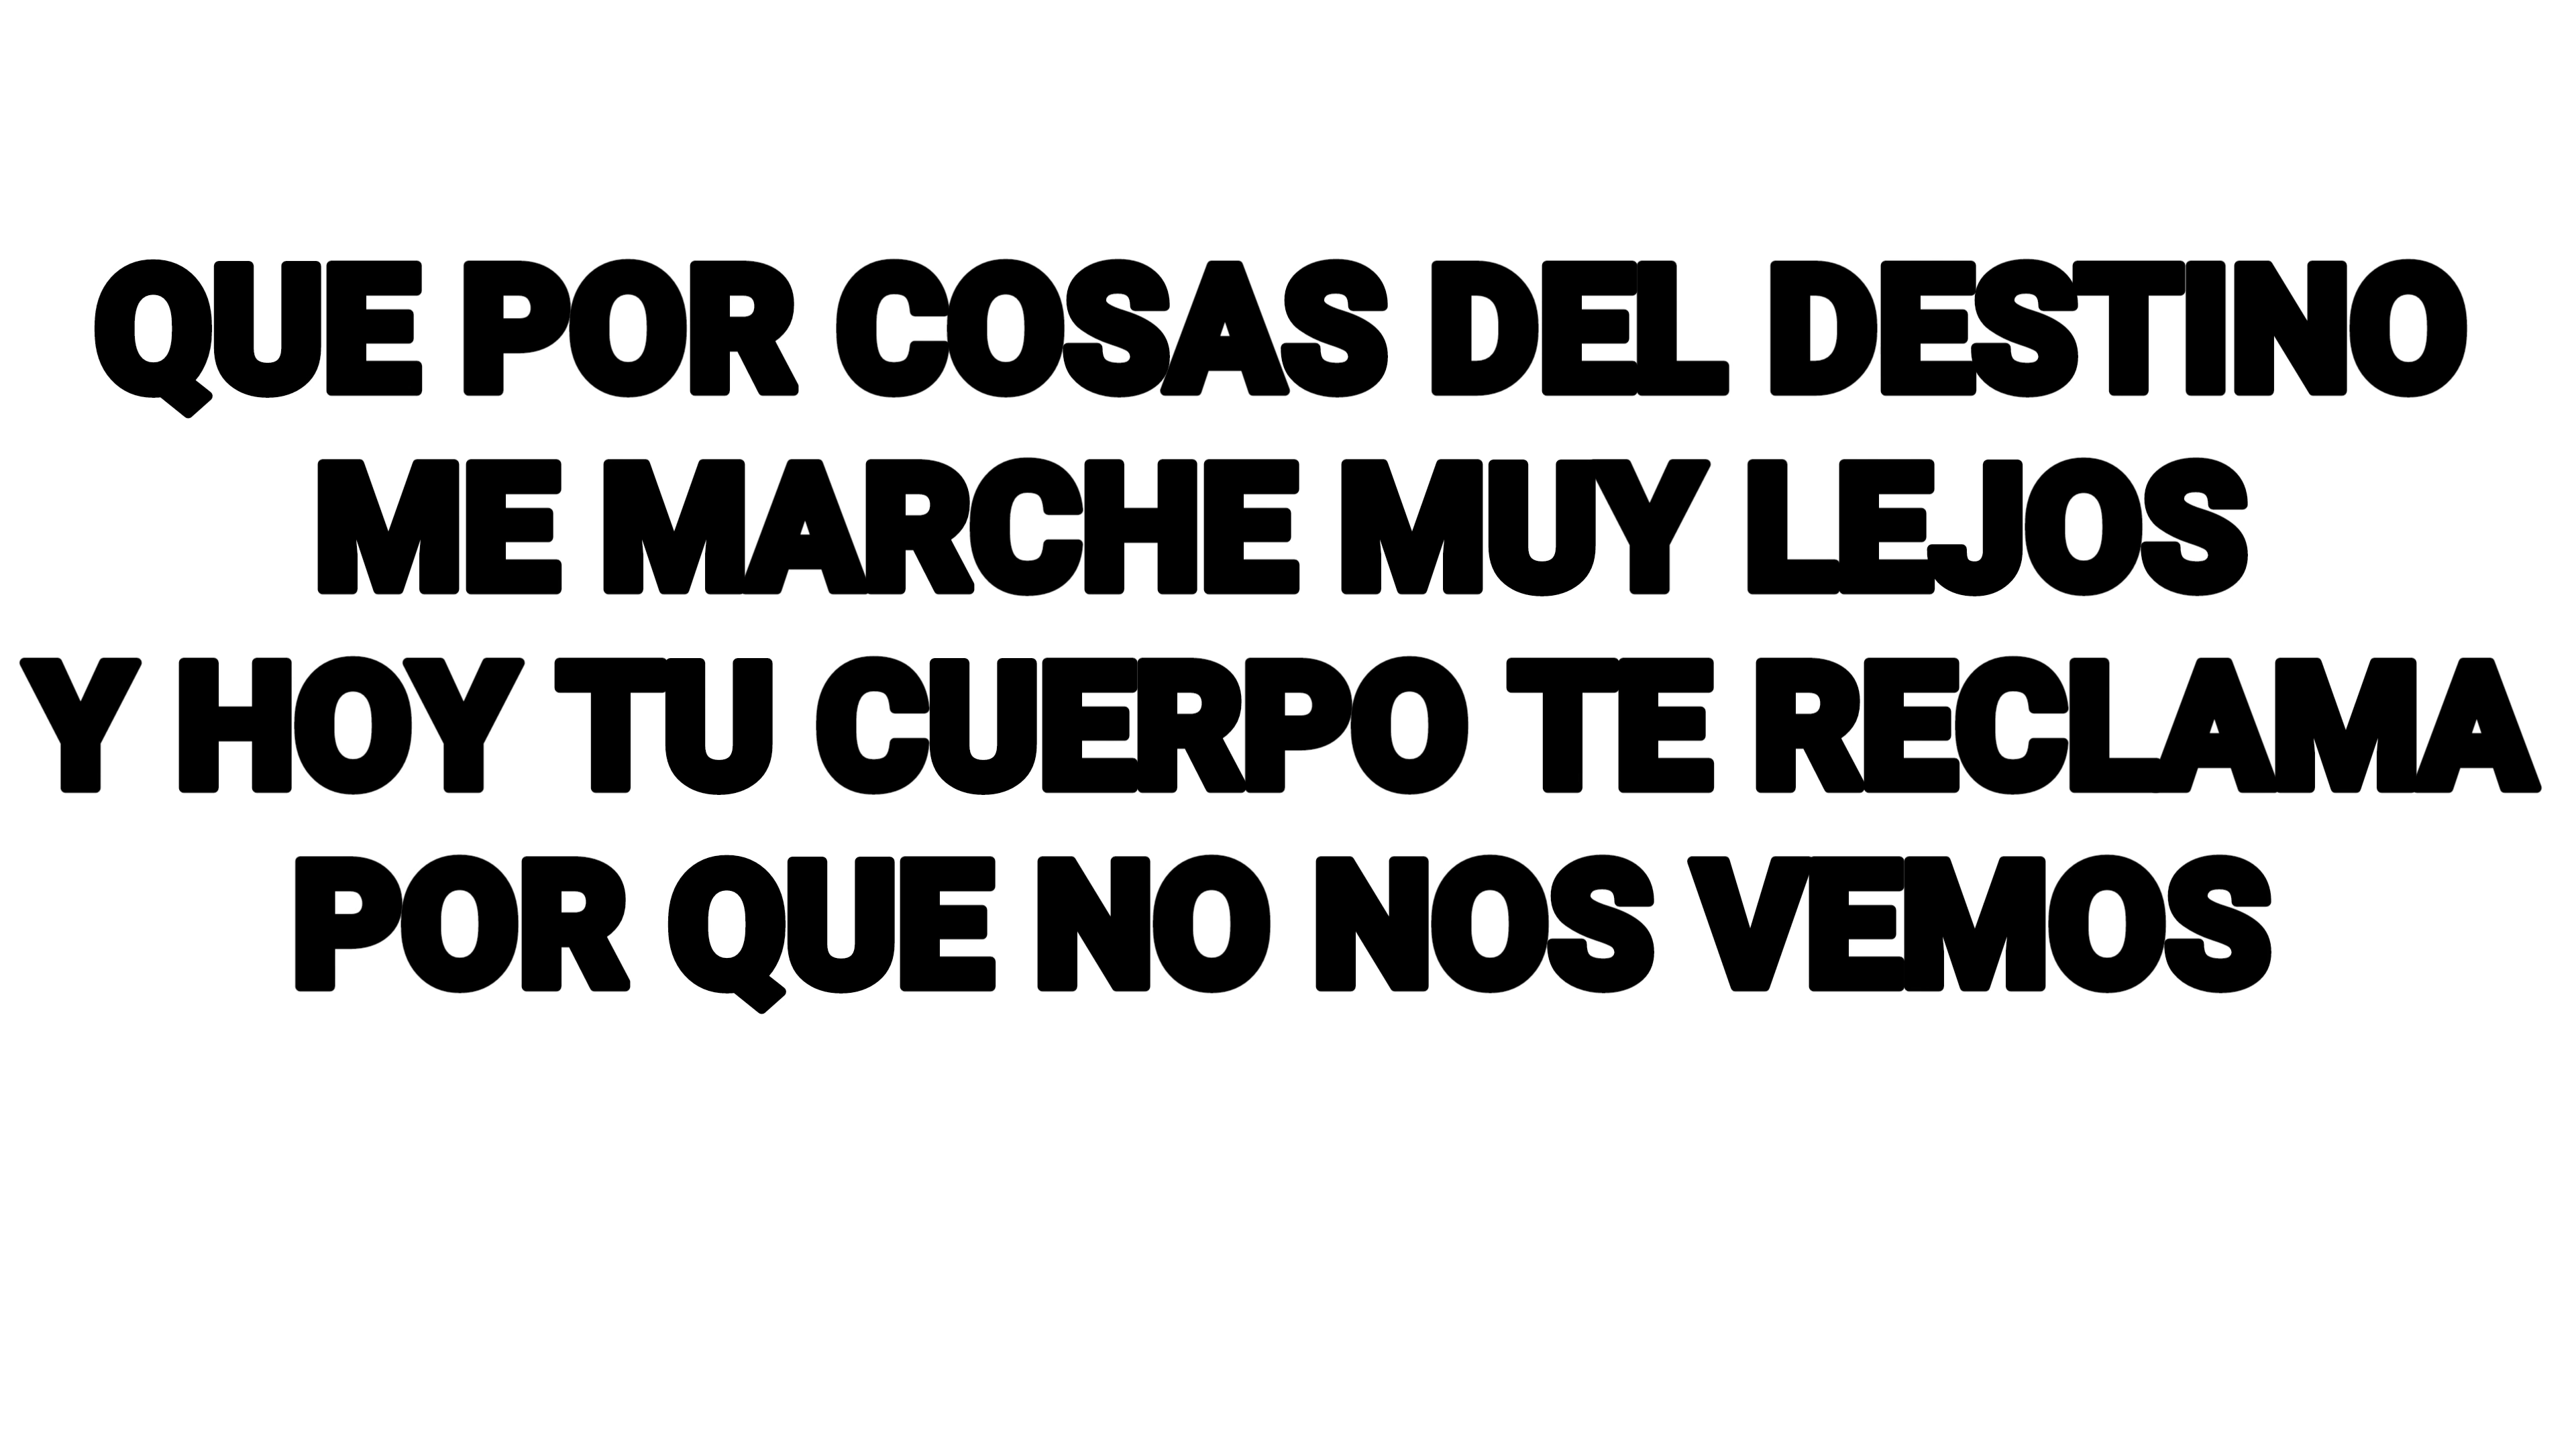 QUE POR COSAS DEL DESTINO
ME MARCHE MUY LEJOS
Y HOY TU CUERPO TE RECLAMA
POR QUE NO NOS VEMOS